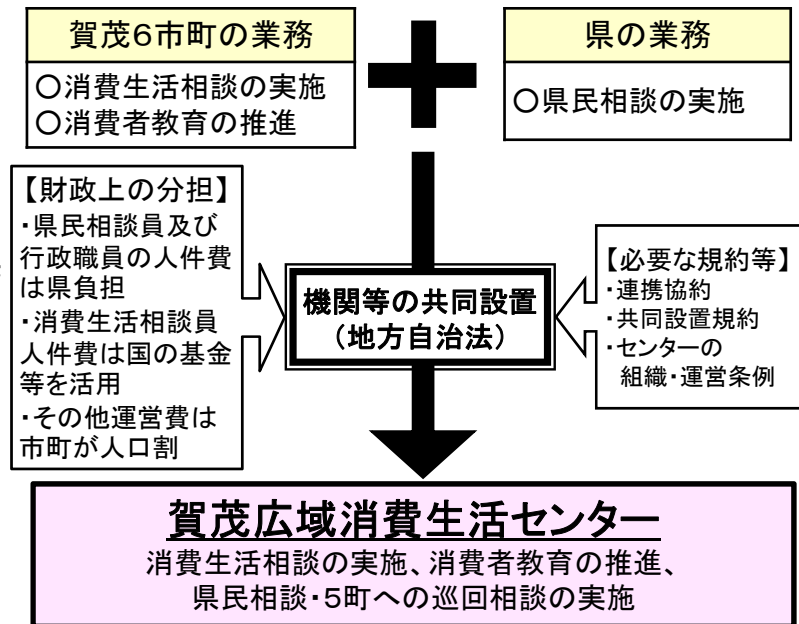 賀茂6市町の業務
○消費生活相談の実施
○消費者教育の推進
県の業務
○県民相談の実施
【財政上の分担】
・県民相談員及び
行政職員の人件費
は県負担
・消費生活相談員
人件費は国の基金
等を活用
・その他運営費は
市町が人口割
機関等の共同設置
(地方自治法)
【必要な規約等】
・連携協約
・共同設置規約
・センターの
組織・運営条例
賀茂広域消費生活センター
消費生活相談の実施、消費者教育の推進、
県民相談・5町への巡回相談の実施